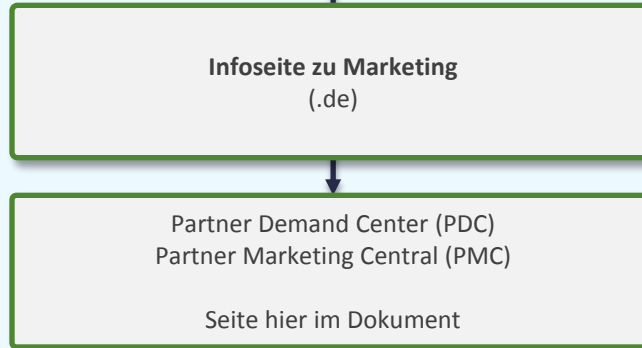 Infoseite zu Marketing
(.de)
Partner Demand Center (PDC)
Partner Marketing Central (PMC)
Seite hier im Dokument